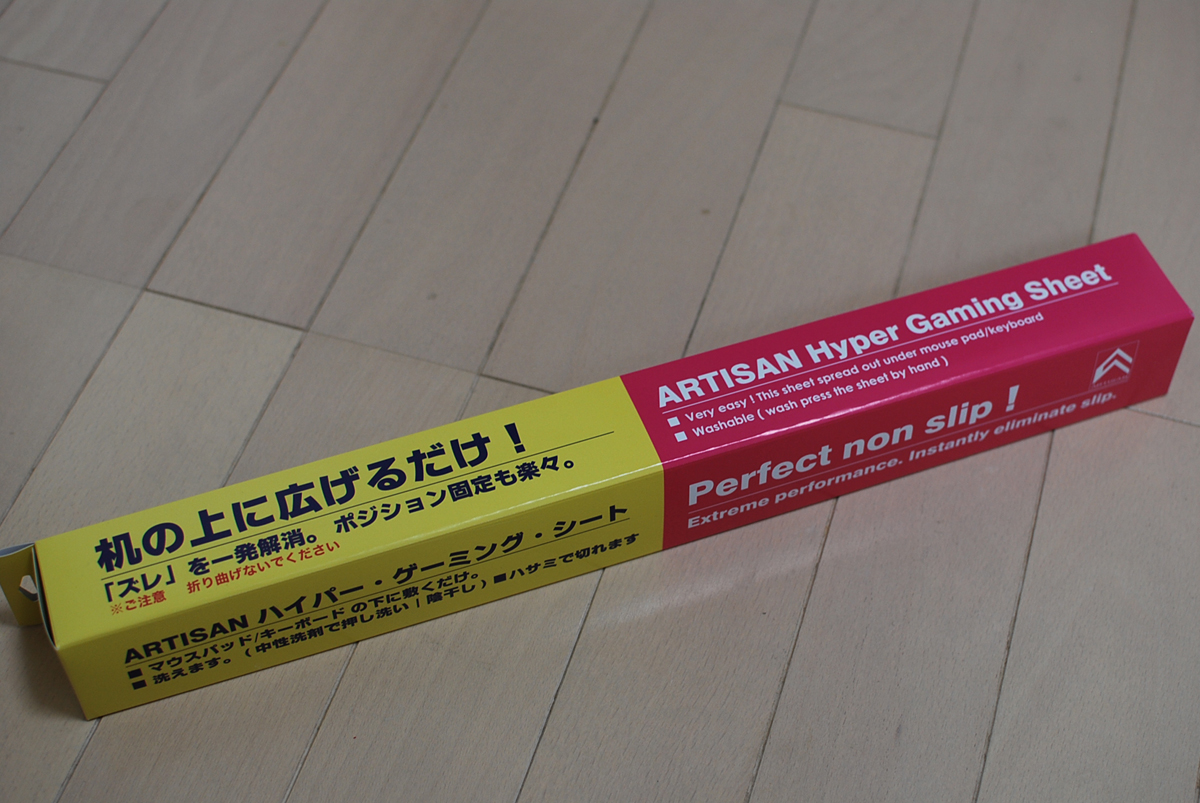 机の上に広げるだけ！
「ズレ」を一発解消。 ポジション固定も楽々。
※ご注意 折り曲げないでください
ARTISAN ハイパー・ゲーミング・シート
■ マウスパッド/キーボード の下に敷くだけ。
■ 洗えます。( 中性洗剤で押し洗い | 陰干し ) ■ハサミで切れます
ARTISAN Hyper Gaming Sheet
■ Very easy ! This sheet spread out under mouse pad/keyboard
■ Washable ( wash press the sheet by hand )
Perfect non slip !
Extreme performance. Instantly eliminate slip.